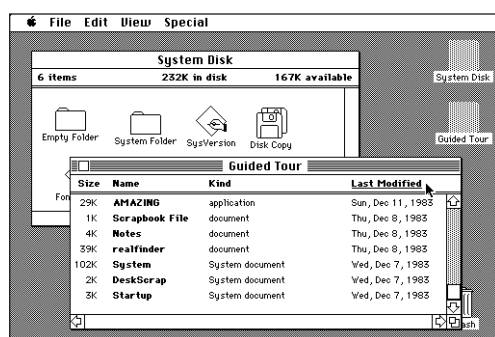 File Edit View Special
System Disk
6 items 232K in disk 167K available
Empty Folder System Folder SysVersion Disk Copy
System Disk
Guided Tour
Guided Tour
Size Name Kind Last Modified
29K AMAZING application Sun, Dec 11, 1983
1K Scrapbook File document Thu, Dec 8, 1983
4K Notes document Thu, Dec 8, 1983
39K realfinder document Thu, Dec 8, 1983
102K System System document Wed, Dec 7, 1983
2K DeskScrap System document Wed, Dec 7, 1983
3K Startup System document Wed, Dec 7, 1983